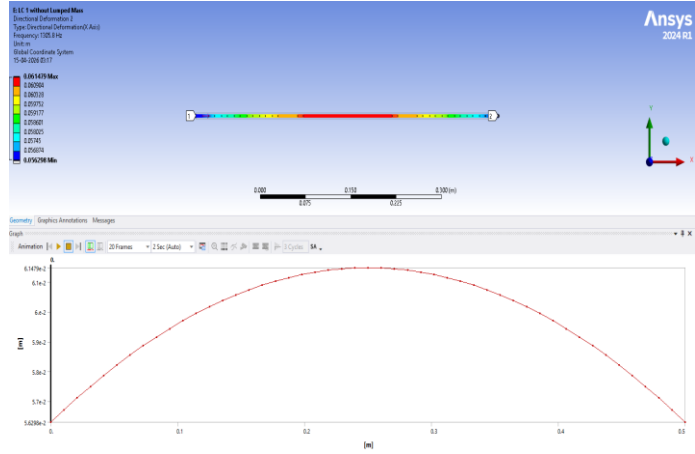 E: LC 1 without Lumped Mass
Directional Deformation 2
Type: Directional Deformation(X Axis)
Frequency: 1305.8 Hz
Unit: m
Global Coordinate System
15-04-2026 03:17
0.061479 Max
0.060904
0.060328
0.059752
0.059177
0.058601
0.058025
0.05745
0.056874
0.056298 Min
Ansys
2024 R1
1
2
Y
X
0.000
0.150
0.300 (m)
0.075
0.225
Geometry Graphics Annotations Messages
Graph
Animation 20 Frames 2 Sec (Auto) 3 Cycles
0.
6.1479e-2
6.1e-2
6.e-2
5.9e-2
5.8e-2
5.7e-2
5.6298e-2
[m]
0. 0.1 0.2 0.3 0.4 0.5
[m]